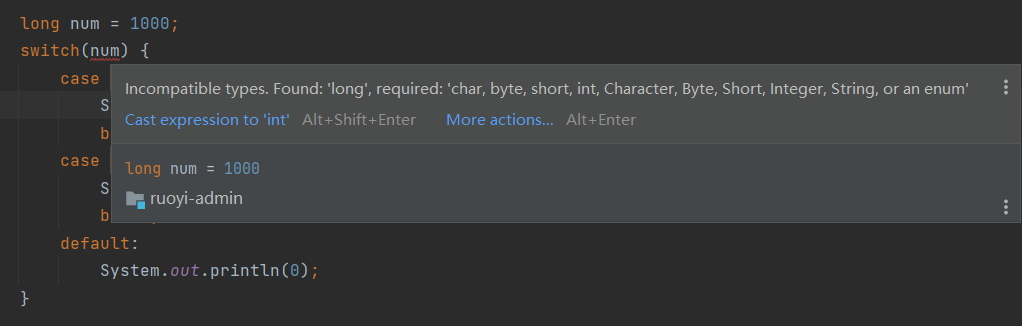 long num = 1000;
switch(num) {
case
Incompatible types. Found: 'long', required: 'char, byte, short, int, Character, Byte, Short, Integer, String, or an enum'
S
Cast expression to 'int' Alt+Shift+Enter More actions... Alt+Enter
b
case
long num = 1000
S
ruoyi-admin
b
default:
System.out.println(0);
}